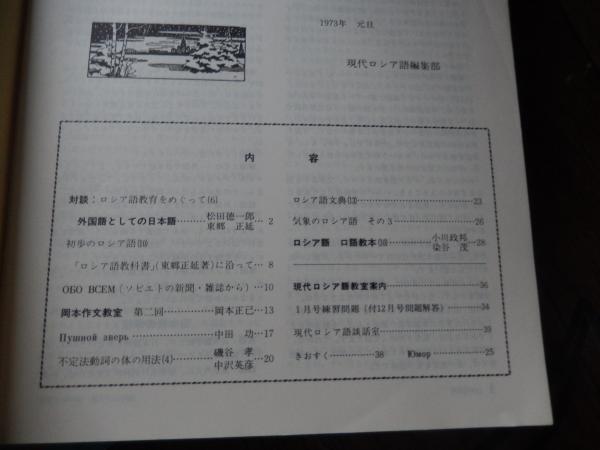 1973年 元旦
現代ロシア語編集部
内 容
対談：ロシア語教育をめぐって(6)
外国語としての日本語………松田徳一郎 東郷 正延…2
初歩のロシア語(10)
「ロシア語教科書」(東郷正延著)に沿って…8
ОБО ВСЕМ（ソビエトの新聞・雑誌から）…10
岡本作文教室 第二回…………岡本正巳…13
Пушной зверь………………中田 功…17
不定法動詞の体の用法(4)………磯谷 孝 中沢英彦…20
ロシア語文典(13)………………23
気象のロシア語 その3………………26
ロシア語 口語教本(10)………小川政邦 染谷 茂…28
現代ロシア語教室案内………………36
1月号練習問題（付12月号問題解答）………34
現代ロシア語談話室………………39
きおすく……………38
Юмор……………25